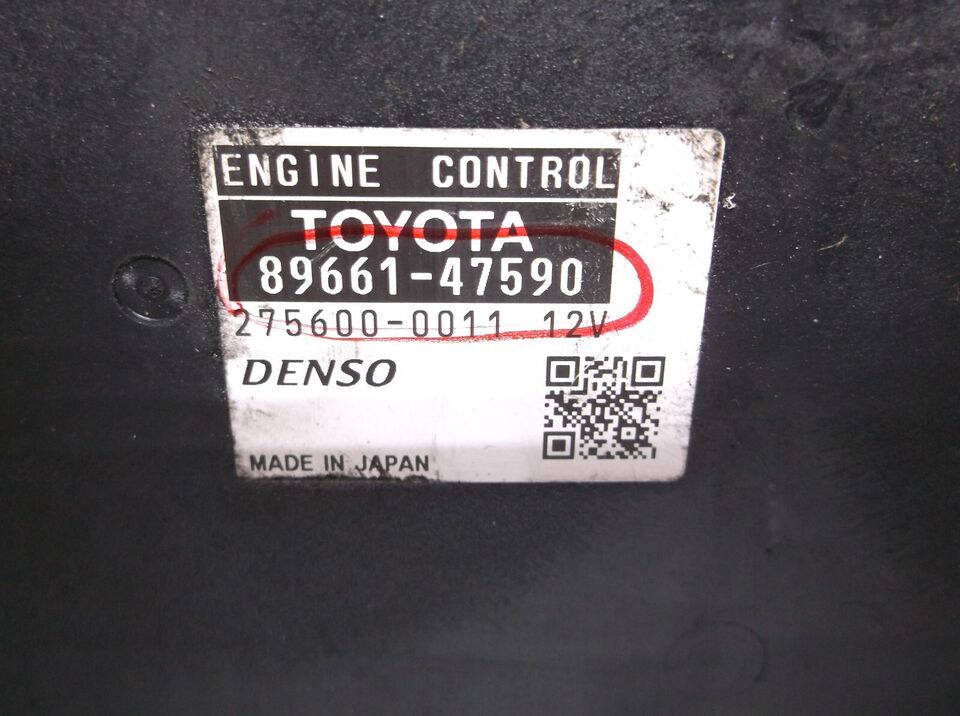 ENGINE CONTROL
TOYOTA
89661-47590
275600-0011 12V
DENSO
MADE IN JAPAN